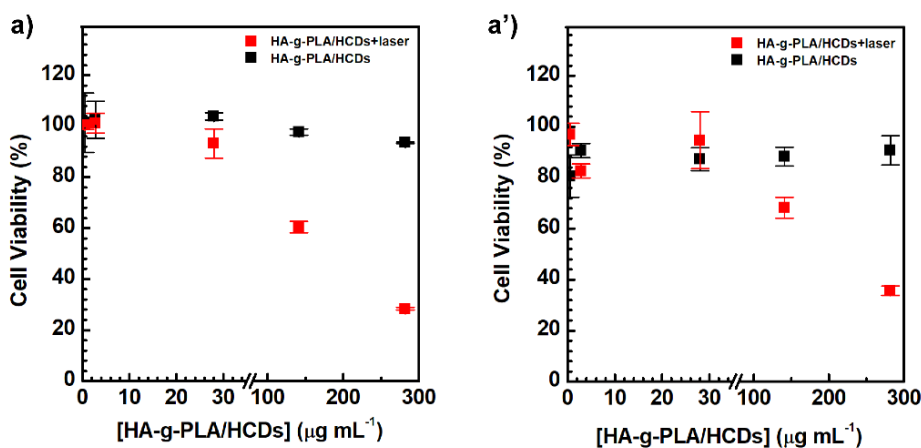 a)
HA-g-PLA/HCDs+laser
HA-g-PLA/HCDs
Cell Viability (%)
120
100
80
60
40
20
0
0 10 20 30 100 200 300
[HA-g-PLA/HCDs] (μg mL⁻¹)
a')
HA-g-PLA/HCDs+laser
HA-g-PLA/HCDs
Cell Viability (%)
120
100
80
60
40
20
0
0 10 20 30 100 200 300
[HA-g-PLA/HCDs] (μg mL⁻¹)